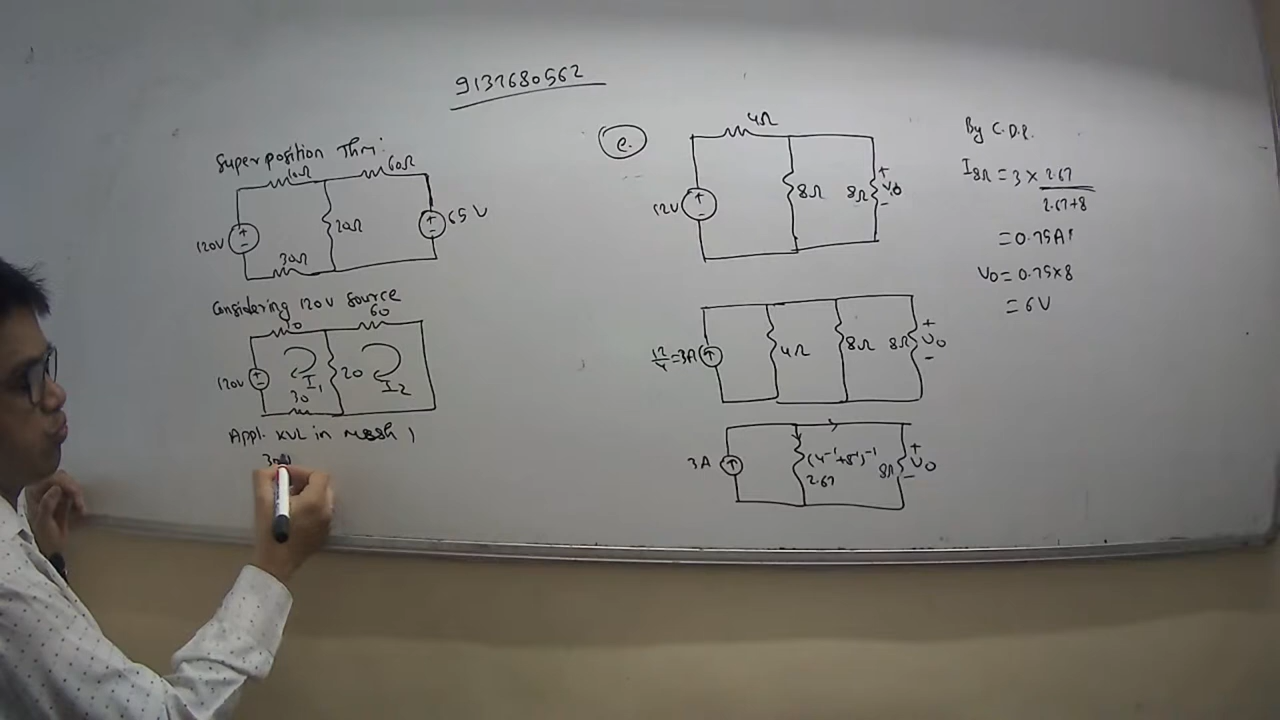 9137680562
Superposition Thm:
10Ω
60Ω
120V
20Ω
65V
30Ω
Considering 120V source
10
60
120V
I1
20
I2
30
Appl. KVL in mesh 1
e.
4Ω
12V
8Ω
8Ω
+
V0
-
12/4=3A
4Ω
8Ω
8Ω
+
V0
-
3A
(4⁻¹+8⁻¹)⁻¹
2.67
8Ω
+
V0
-
By C.D.R.
I8Ω = 3 × 2.67
2.67+8
= 0.75A
V0 = 0.75×8
= 6V